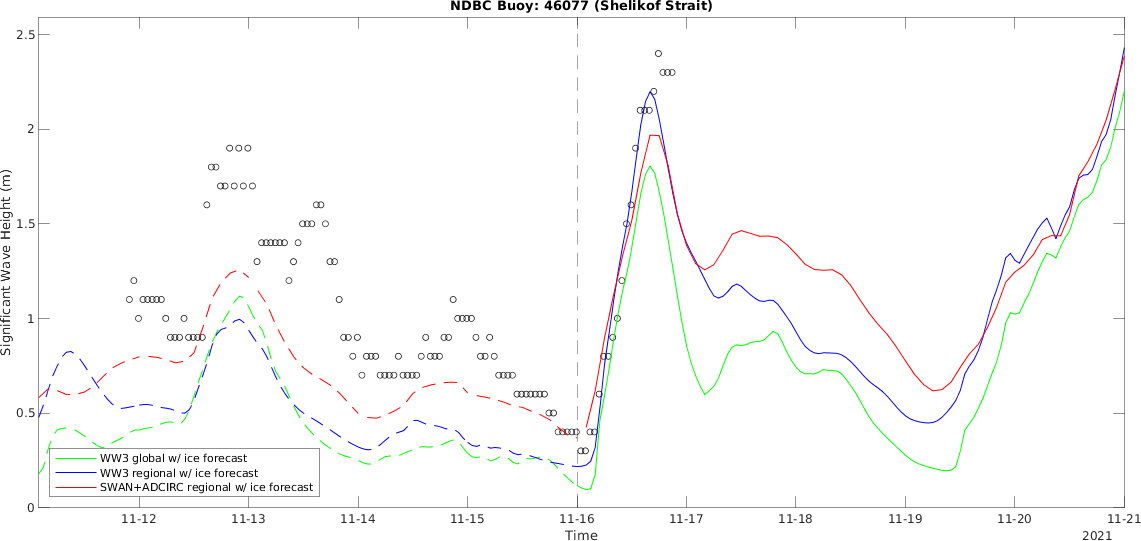 NDBC Buoy: 46077 (Shelikof Strait)
Significant Wave Height (m)
2.5
2
1.5
1
0.5
0
WW3 global w/ ice forecast
WW3 regional w/ ice forecast
SWAN+ADCIRC regional w/ ice forecast
11-12 11-13 11-14 11-15 11-16 11-17 11-18 11-19 11-20 11-21
Time
2021